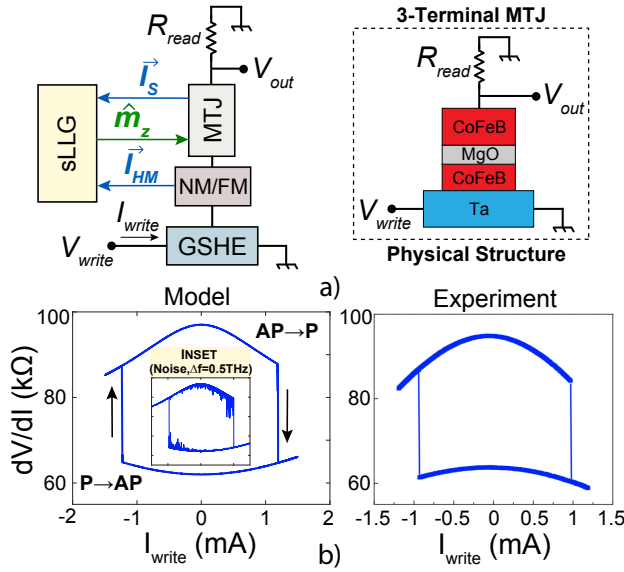 3-Terminal MTJ
R_read
V_out
I_S
sLLG
m̂_z
MTJ
I_HM
NM/FM
I_write
V_write
GSHE
R_read
V_out
CoFeB
MgO
CoFeB
V_write
Ta
Physical Structure
a)
Model
Experiment
dV/dI (kΩ)
100
80
60
AP→P
INSET
(Noise,Δf=0.5THz)
P→AP
-2 -1 0 1 2
I_write (mA)
100
80
60
-1.5 -1 -0.5 0 0.5 1 1.5
I_write (mA)
b)